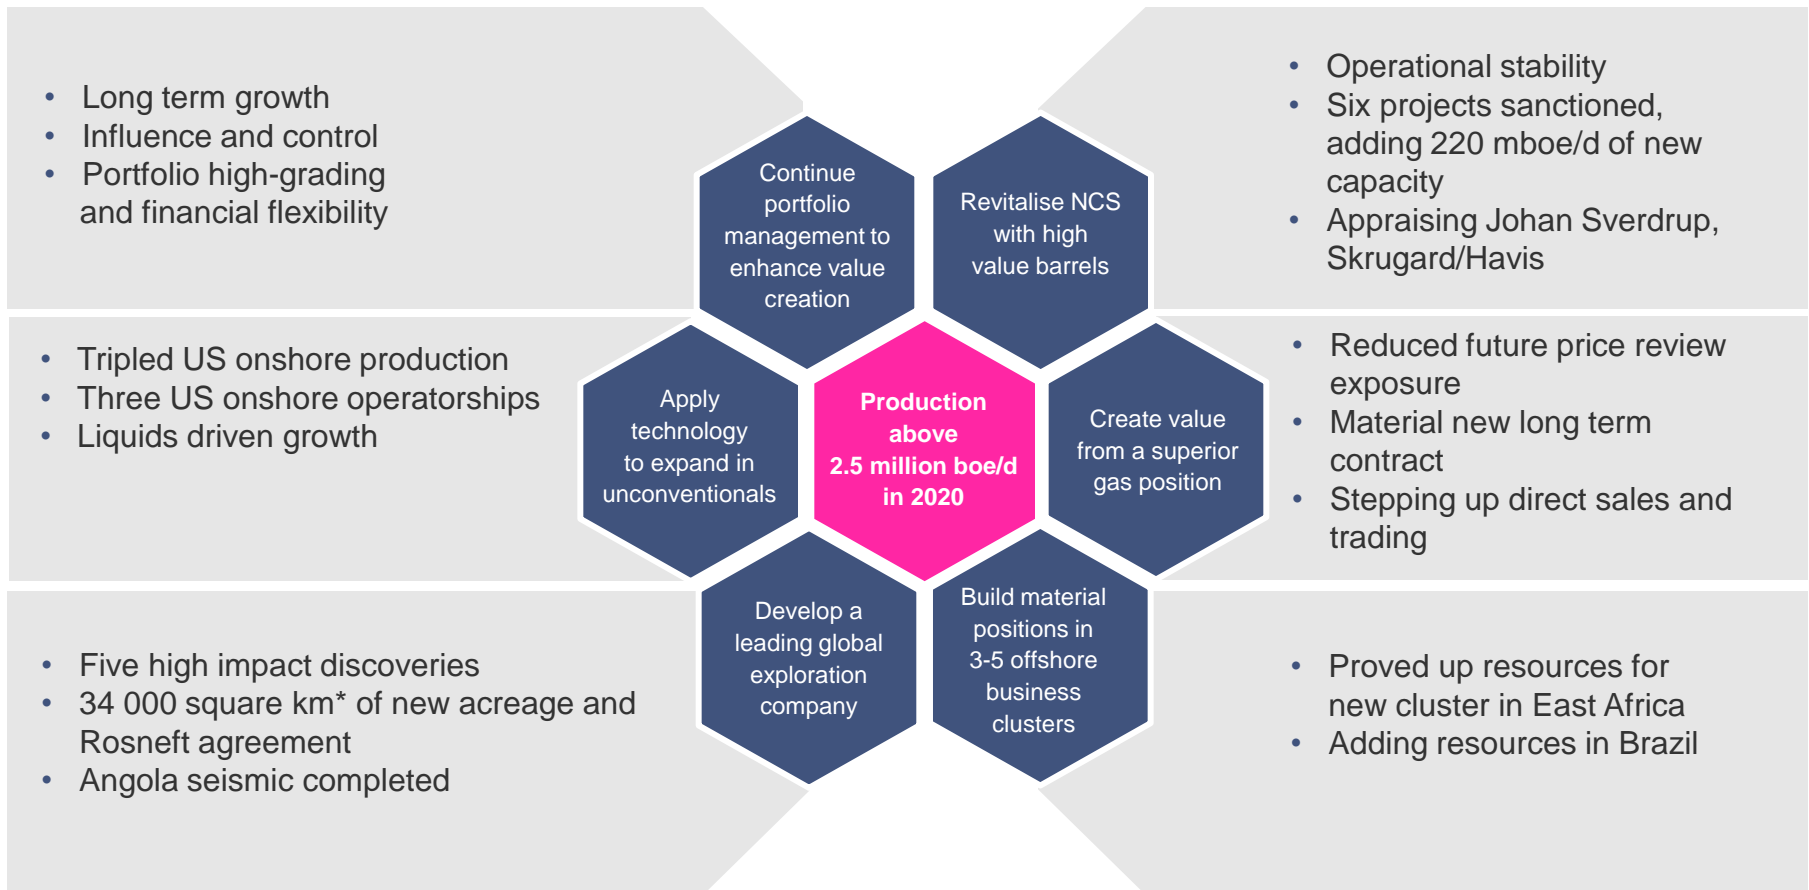 • Long term growth
• Influence and control
• Portfolio high-grading
and financial flexibility
Continue
portfolio
management to
enhance value
creation
Revitalise NCS
with high
value barrels
• Operational stability
• Six projects sanctioned,
adding 220 mboe/d of new
capacity
• Appraising Johan Sverdrup,
Skrugard/Havis
• Tripled US onshore production
• Three US onshore operatorships
• Liquids driven growth
Apply
technology
to expand in
unconventionals
Production
above
2.5 million boe/d
in 2020
Create value
from a superior
gas position
• Reduced future price review
exposure
• Material new long term
contract
• Stepping up direct sales and
trading
• Five high impact discoveries
• 34 000 square km* of new acreage and
Rosneft agreement
• Angola seismic completed
Develop a
leading global
exploration
company
Build material
positions in
3-5 offshore
business
clusters
• Proved up resources for
new cluster in East Africa
• Adding resources in Brazil